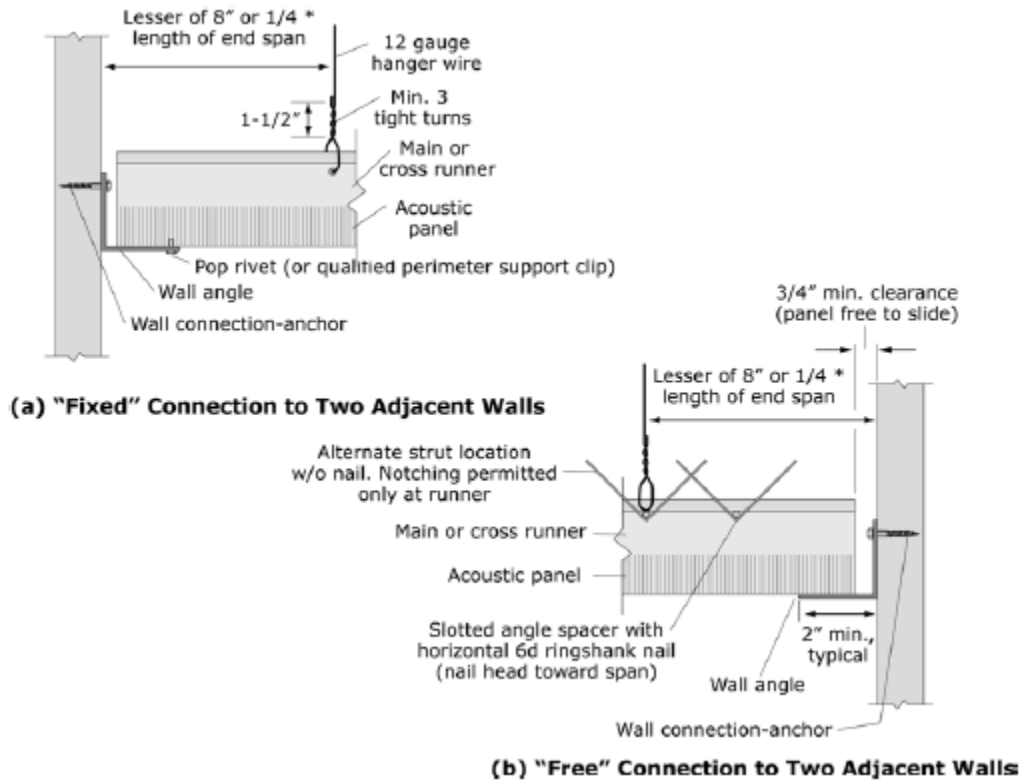 Lesser of 8" or 1/4 *
length of end span
12 gauge
hanger wire
1-1/2"
Min. 3
tight turns
Main or
cross runner
Acoustic
panel
Pop rivet (or qualified perimeter support clip)
Wall angle
Wall connection-anchor
(a) "Fixed" Connection to Two Adjacent Walls
3/4" min. clearance
(panel free to slide)
Lesser of 8" or 1/4 *
length of end span
Alternate strut location
w/o nail. Notching permitted
only at runner
Main or cross runner
Acoustic panel
Slotted angle spacer with
horizontal 6d ringshank nail
(nail head toward span)
2" min.,
typical
Wall angle
Wall connection-anchor
(b) "Free" Connection to Two Adjacent Walls